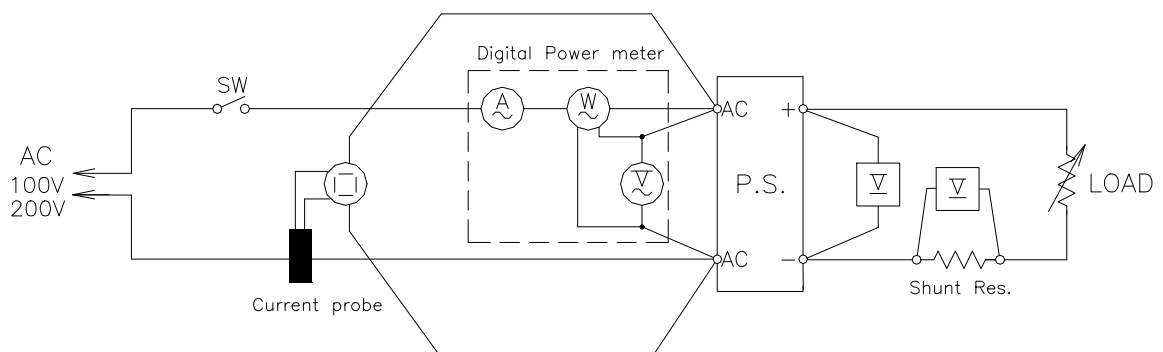 Digital Power meter
SW
A
W
AC
+
AC
100V
200V
V
P.S.
V
V
LOAD
AC
-
Current probe
Shunt Res.